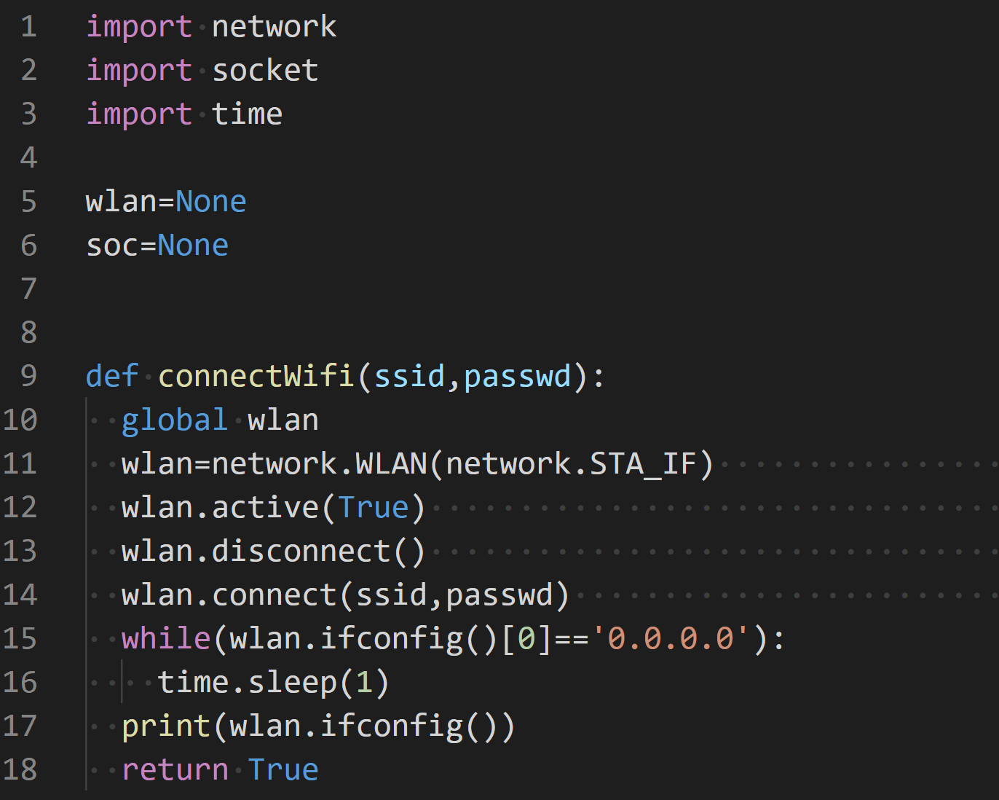 1 import network
2 import socket
3 import time
4
5 wlan=None
6 soc=None
7
8
9 def connectWifi(ssid,passwd):
10   global wlan
11   wlan=network.WLAN(network.STA_IF)
12   wlan.active(True)
13   wlan.disconnect()
14   wlan.connect(ssid,passwd)
15   while(wlan.ifconfig()[0]=='0.0.0.0'):
16     time.sleep(1)
17   print(wlan.ifconfig())
18   return True